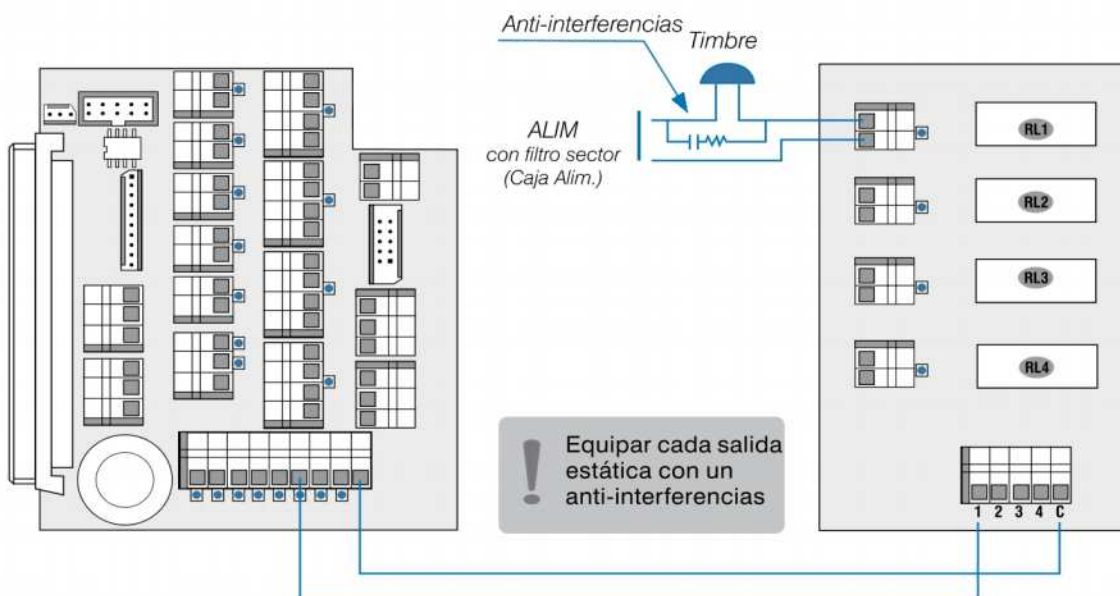 Anti-interferencias
Timbre
ALIM
con filtro sector
(Caja Alim.)
RL1
RL2
RL3
RL4
!
Equipar cada salida
estática con un
anti-interferencias
1 2 3 4 C